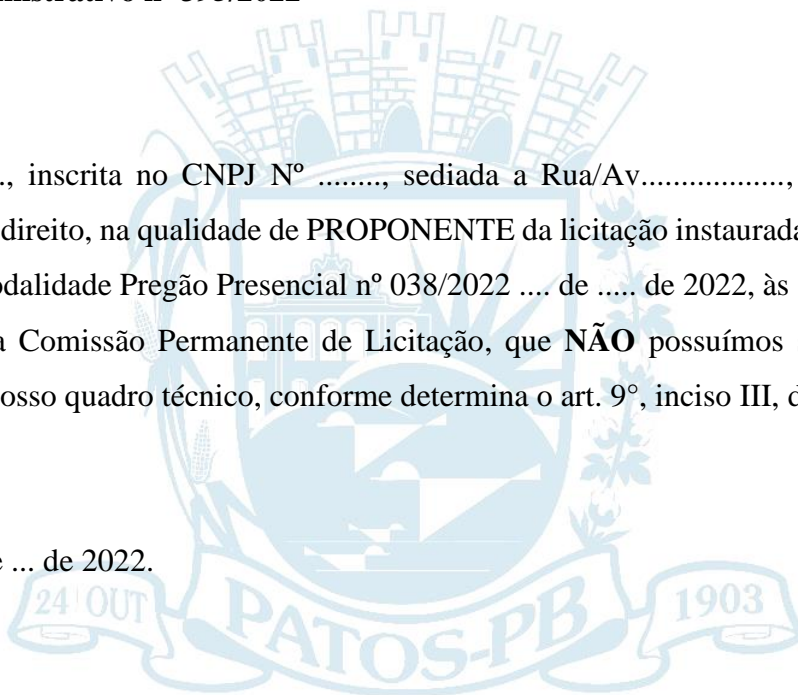 ., inscrita no CNPJ Nº ........, sediada a Rua/Av.................,
direito, na qualidade de PROPONENTE da licitação instaurada
Pregão Presencial nº 038/2022 .... de ..... de 2022, às
a Comissão Permanente de Licitação, que NÃO possuímos
osso quadro técnico, conforme determina o art. 9°, inciso III, d
... de 2022.
24 OUT
PATOS-PB
1903